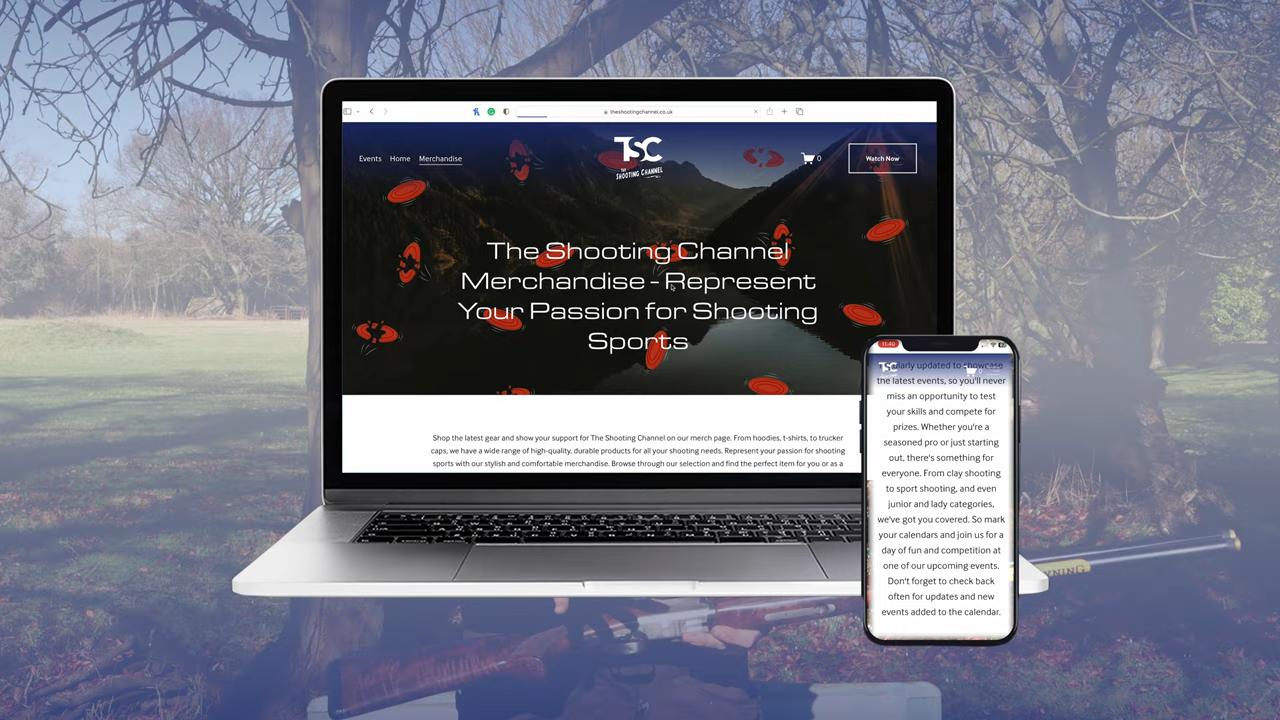 theshootingchannel.co.uk
Events Home Merchandise
TSC
THE
SHOOTING CHANNEL
0
Watch Now
The Shooting Channel
Merchandise - Represent
Your Passion for Shooting
Sports
Shop the latest gear and show your support for The Shooting Channel on our merch page. From hoodies, t-shirts, to trucker
caps, we have a wide range of high-quality, durable products for all your shooting needs. Represent your passion for shooting
sports with our stylish and comfortable merchandise. Browse through our selection and find the perfect item for you or as a
11:40
TSC
updated to showcase
the latest events, so you'll never
miss an opportunity to test
your skills and compete for
prizes. Whether you're a
seasoned pro or just starting
out, there's something for
everyone. From clay shooting
to sport shooting, and even
junior and lady categories,
we've got you covered. So mark
your calendars and join us for a
day of fun and competition at
one of our upcoming events.
Don't forget to check back
often for updates and new
events added to the calendar.